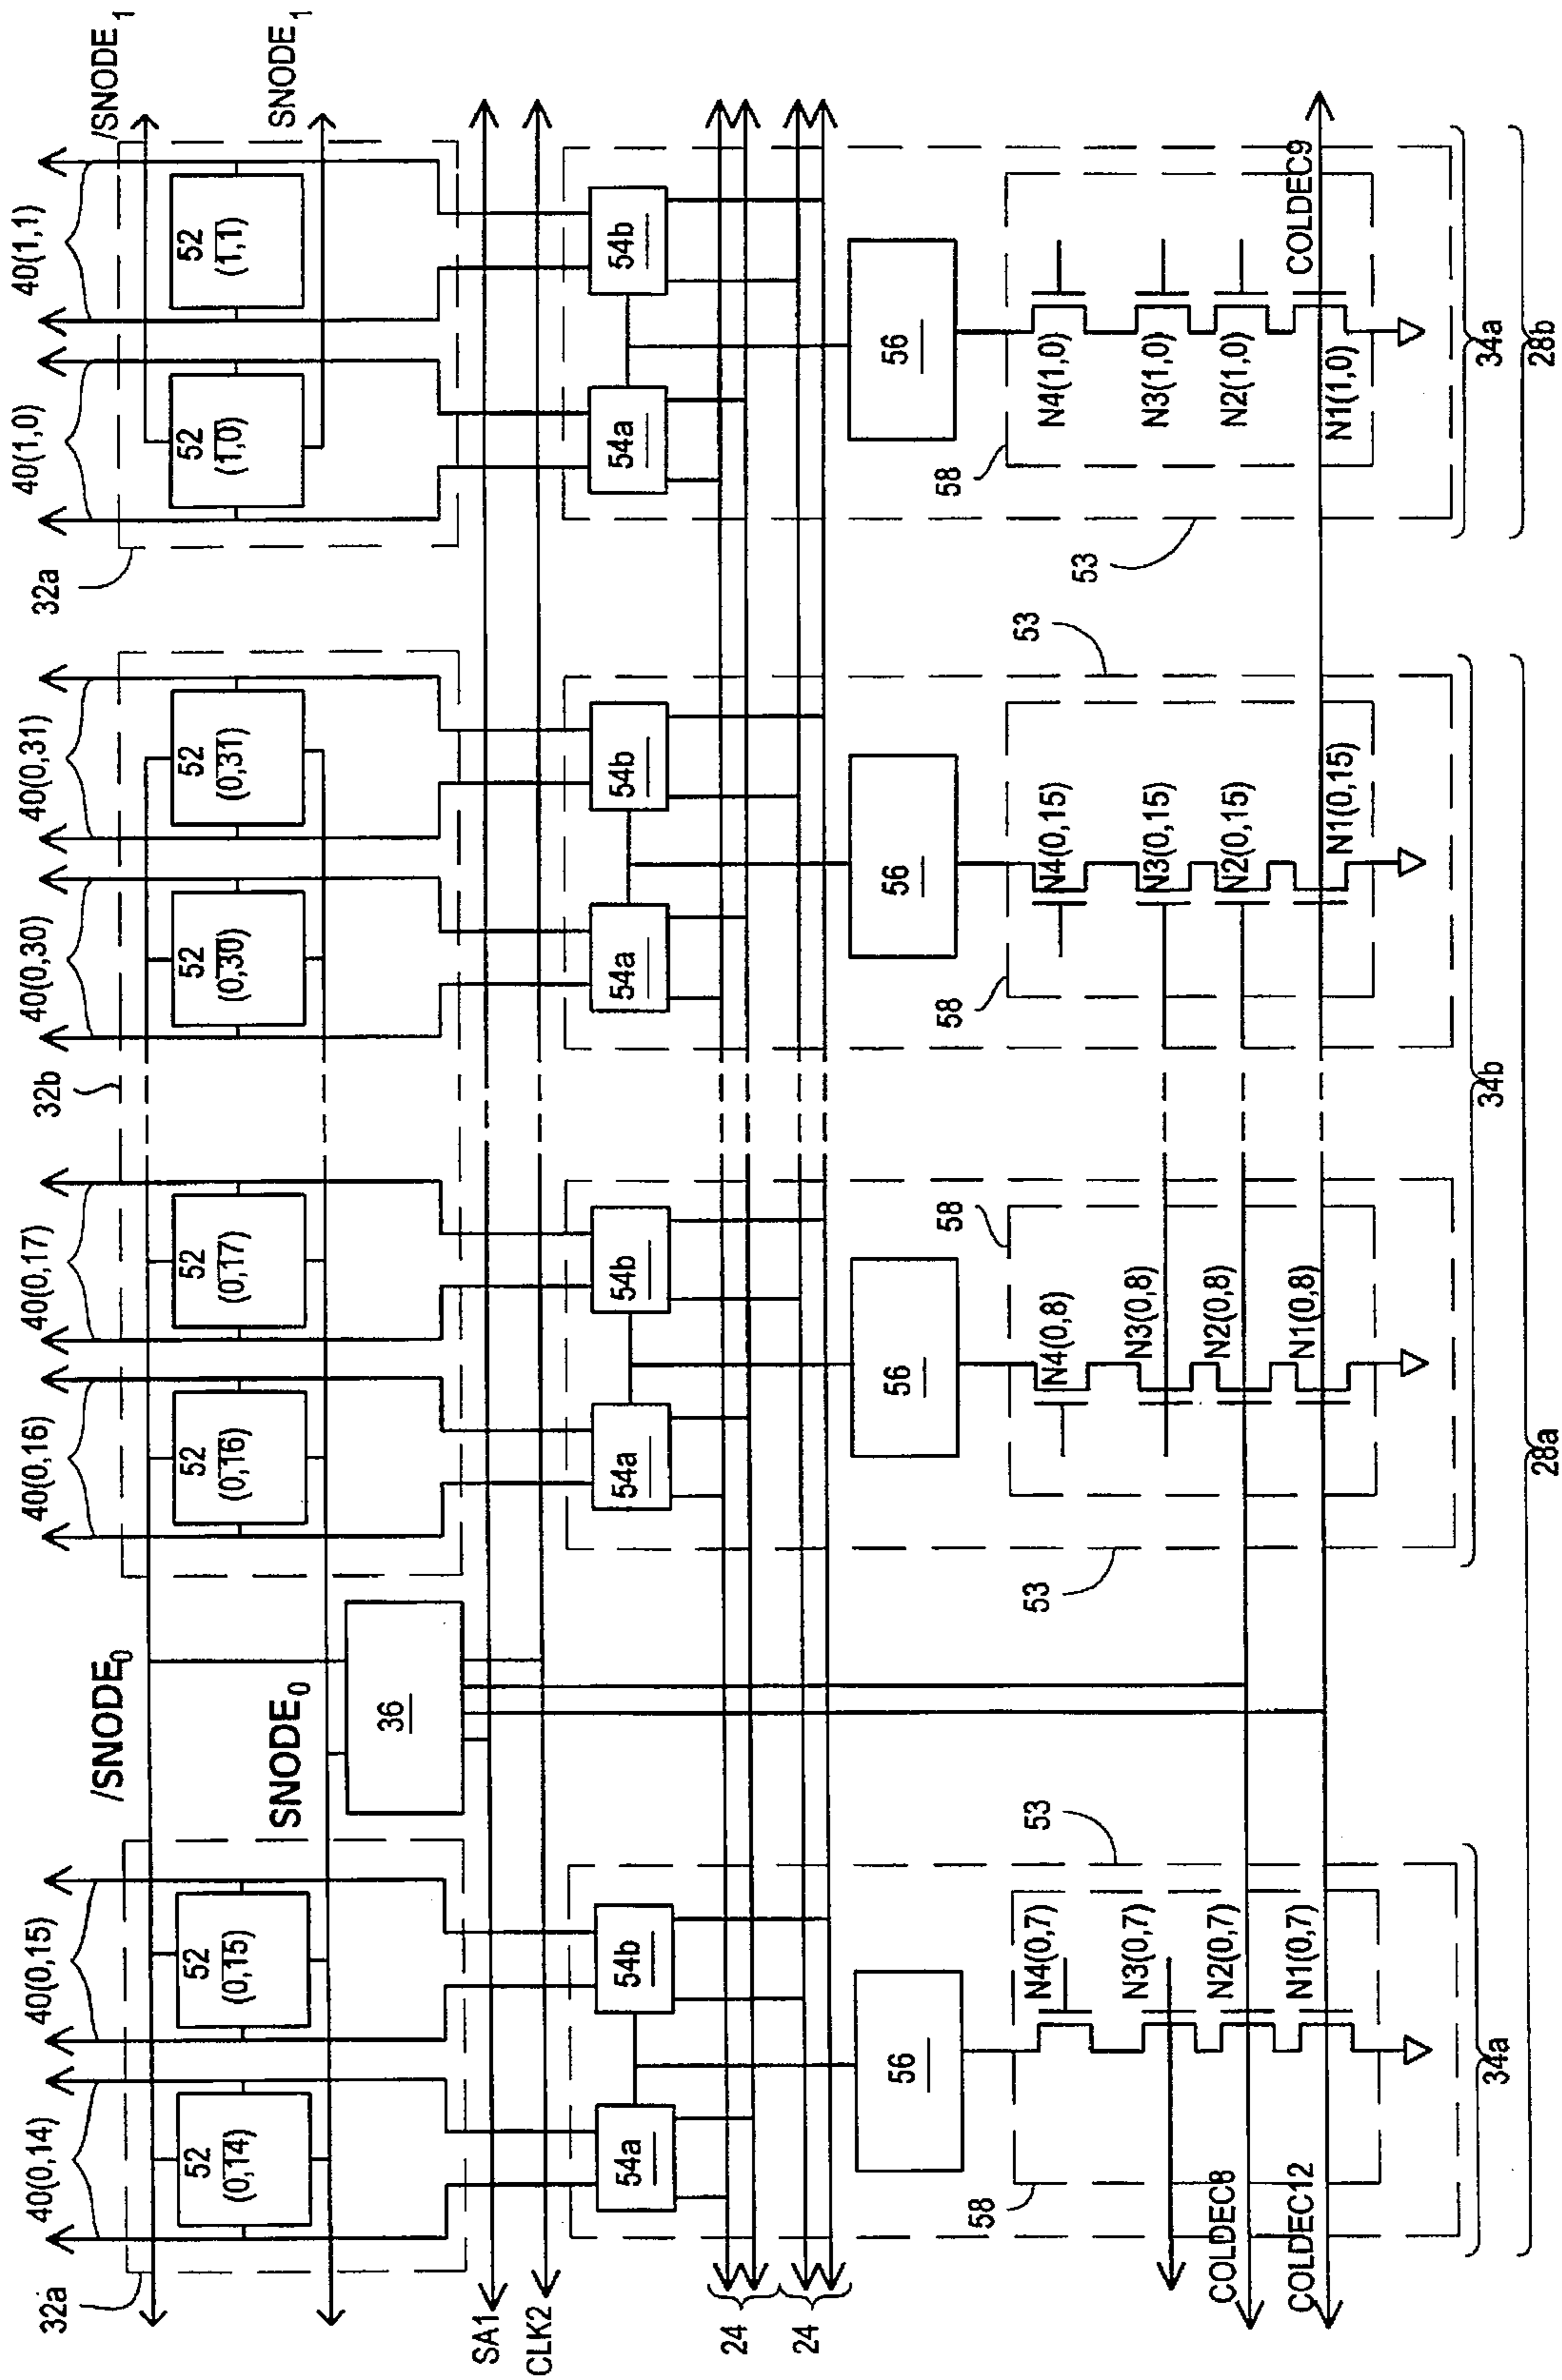 40(0,14) 40(0,15) 40(0,16) 40(0,17) 40(0,30) 40(0,31) 40(1,0) 40(1,1)
/SNODE0 /SNODE1
32a 32b 32a
52 (0,14)
52 (0,15)
52 (0,16)
52 (0,17)
52 (0,30)
52 (0,31)
52 (1,0)
52 (1,1)
SNODE0 SNODE1
36
SA1
CLK2
54a 54b 54a 54b 54a 54b 54a 54b
24
24
56 56 56 56
58 53 53 58 58 53 53 58
N4(0,7) N4(0,8) N4(0,15) N4(1,0)
N3(0,7) N3(0,8) N3(0,15) N3(1,0)
N2(0,7) N2(0,8) N2(0,15) N2(1,0)
COLDEC8 COLDEC9
N1(0,7) N1(0,8) N1(0,15) N1(1,0)
COLDEC12
34a 34b 34a
28a 28b